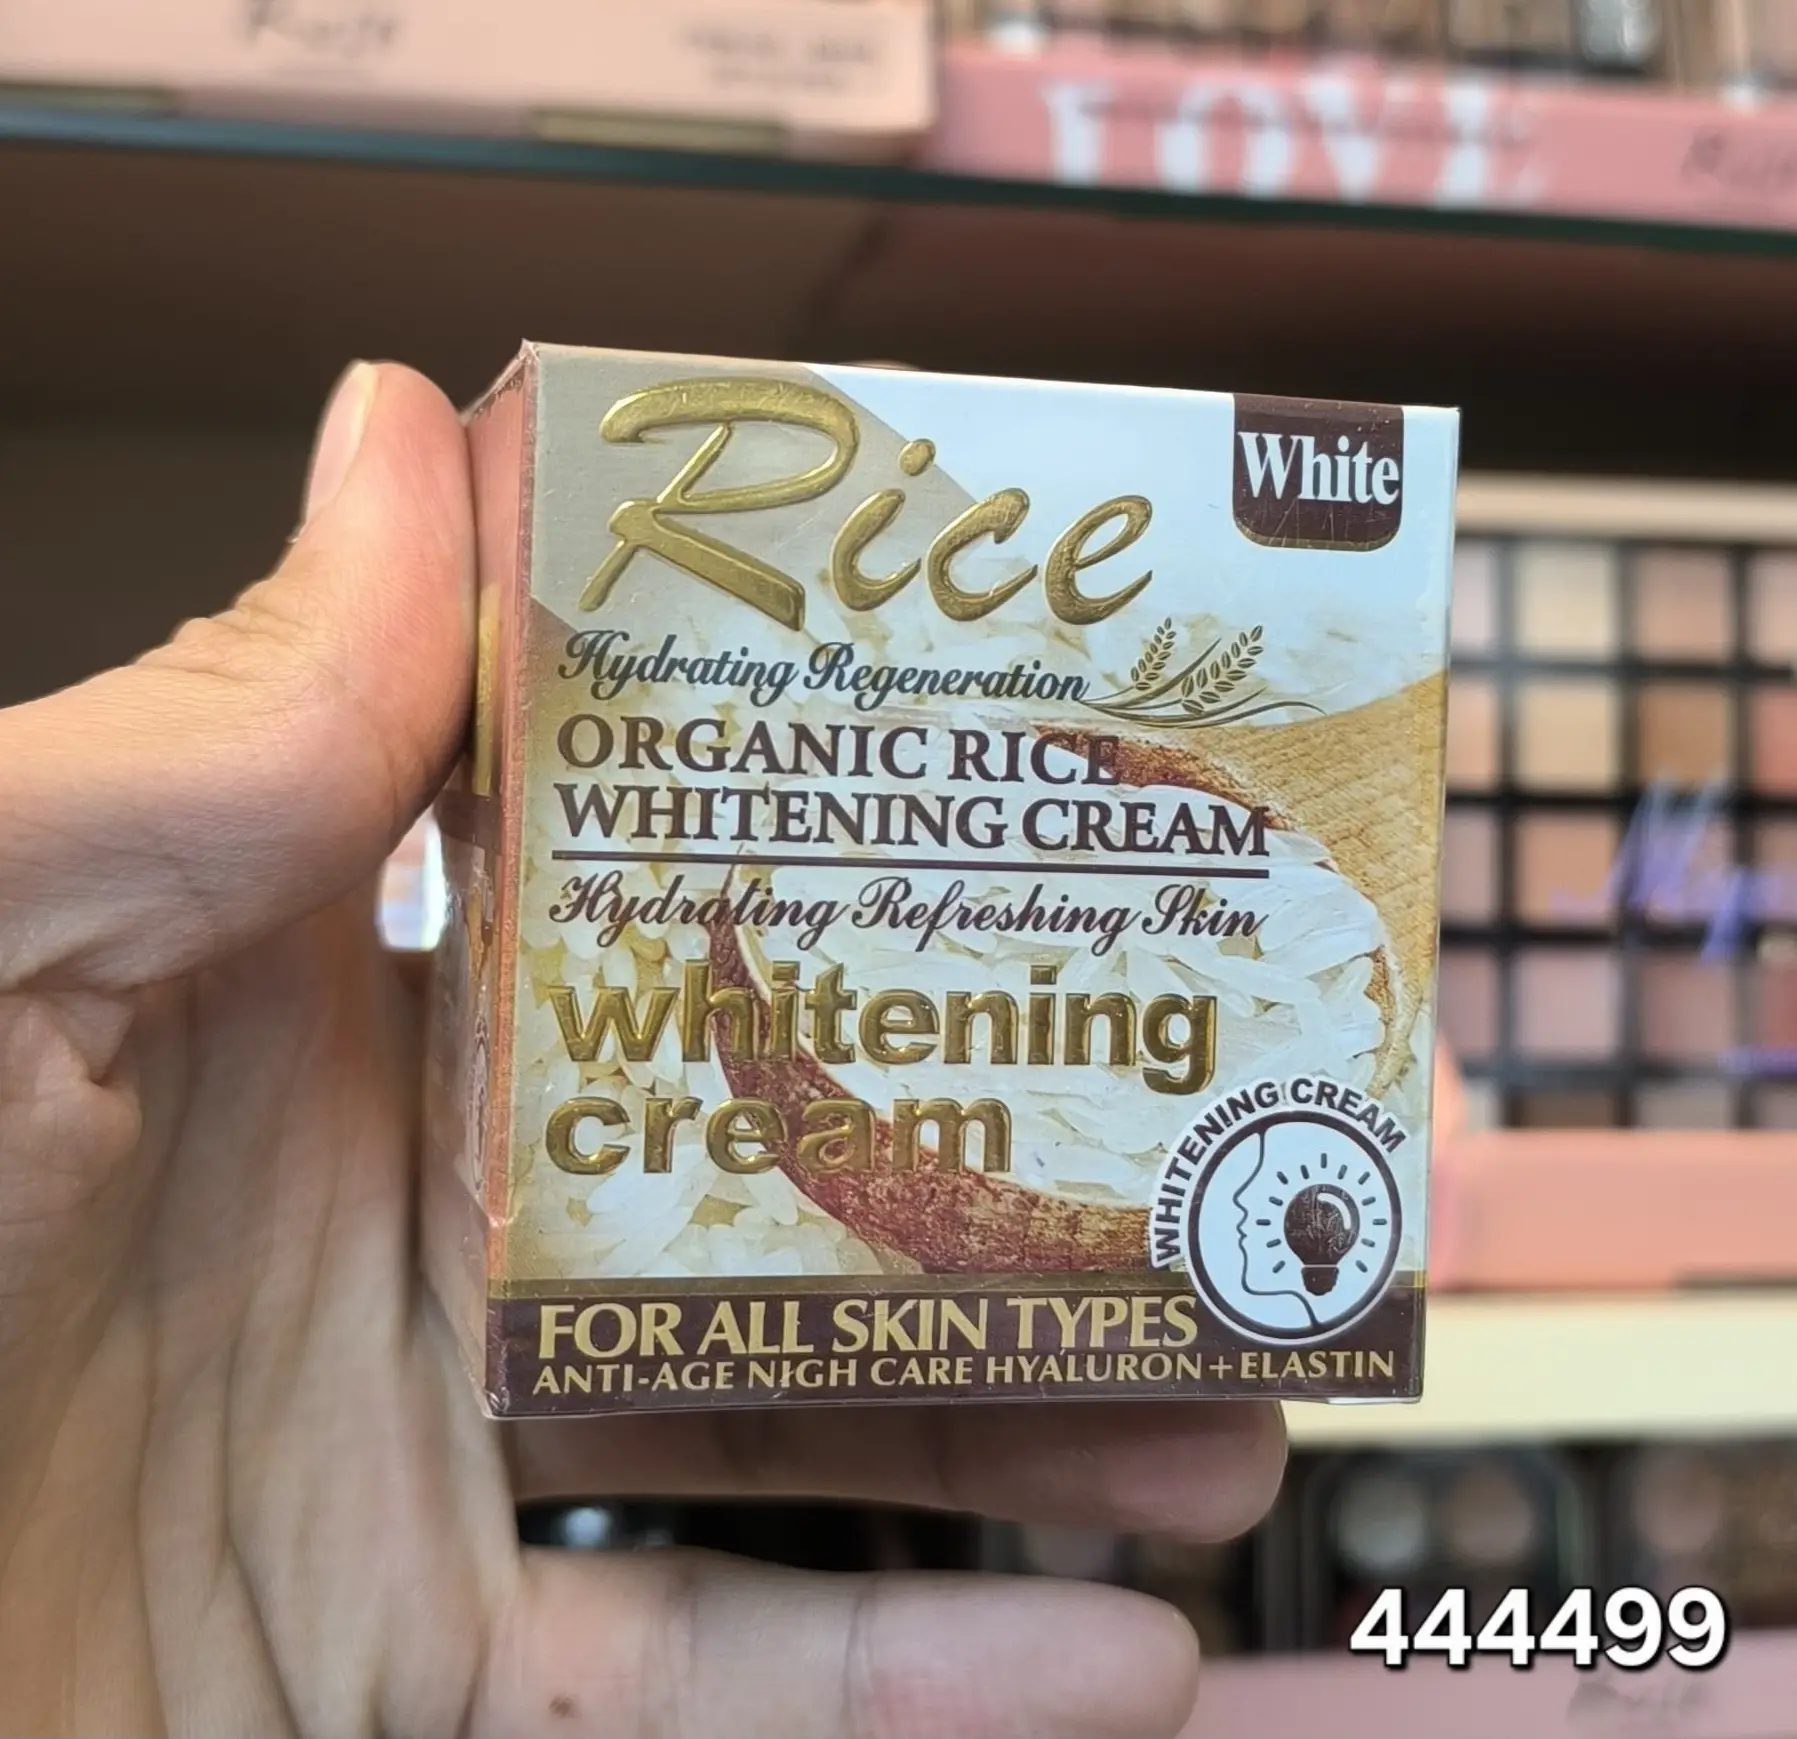 LOVE
Rice
White
Hydrating Regeneration
ORGANIC RICE
WHITENING CREAM
Hydrating Refreshing Skin
whitening
cream
WHITENING CREAM
FOR ALL SKIN TYPES
ANTI-AGE NIGH CARE HYALURON+ELASTIN
444499